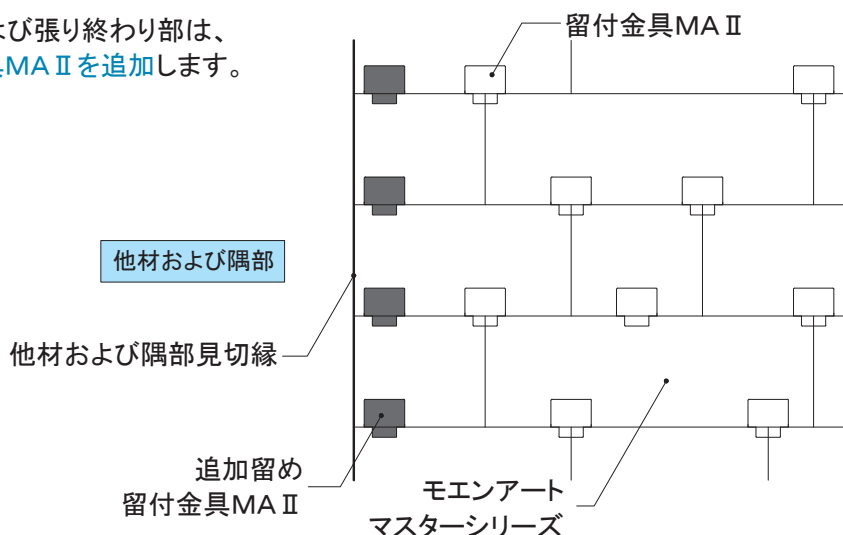 よび張り終わり部は、
MAⅡを追加します。
留付金具MAⅡ
他材および隅部
他材および隅部見切縁
追加留め
留付金具MAⅡ
モエンアート
マスターシリーズ